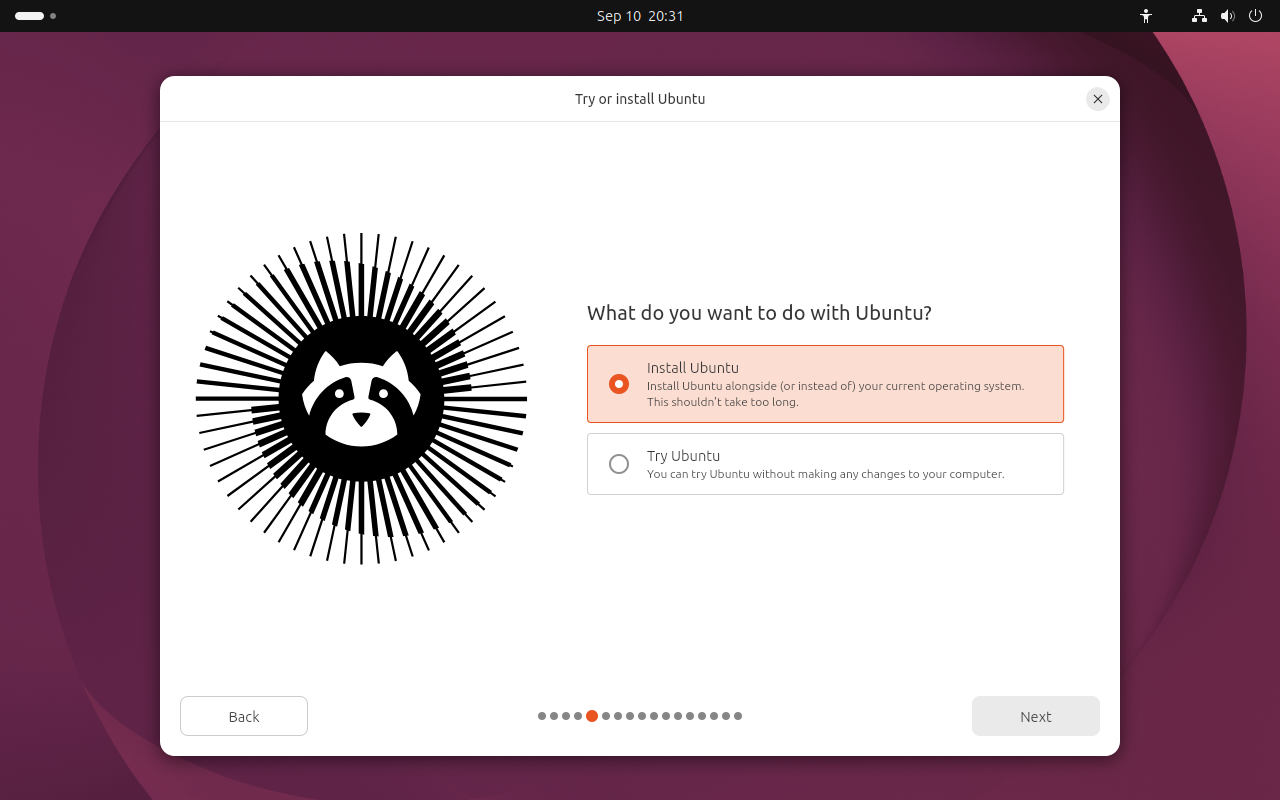 Sep 10 20:31
Try or install Ubuntu
What do you want to do with Ubuntu?
Install Ubuntu
Install Ubuntu alongside (or instead of) your current operating system.
This shouldn't take too long.
Try Ubuntu
You can try Ubuntu without making any changes to your computer.
Back
Next